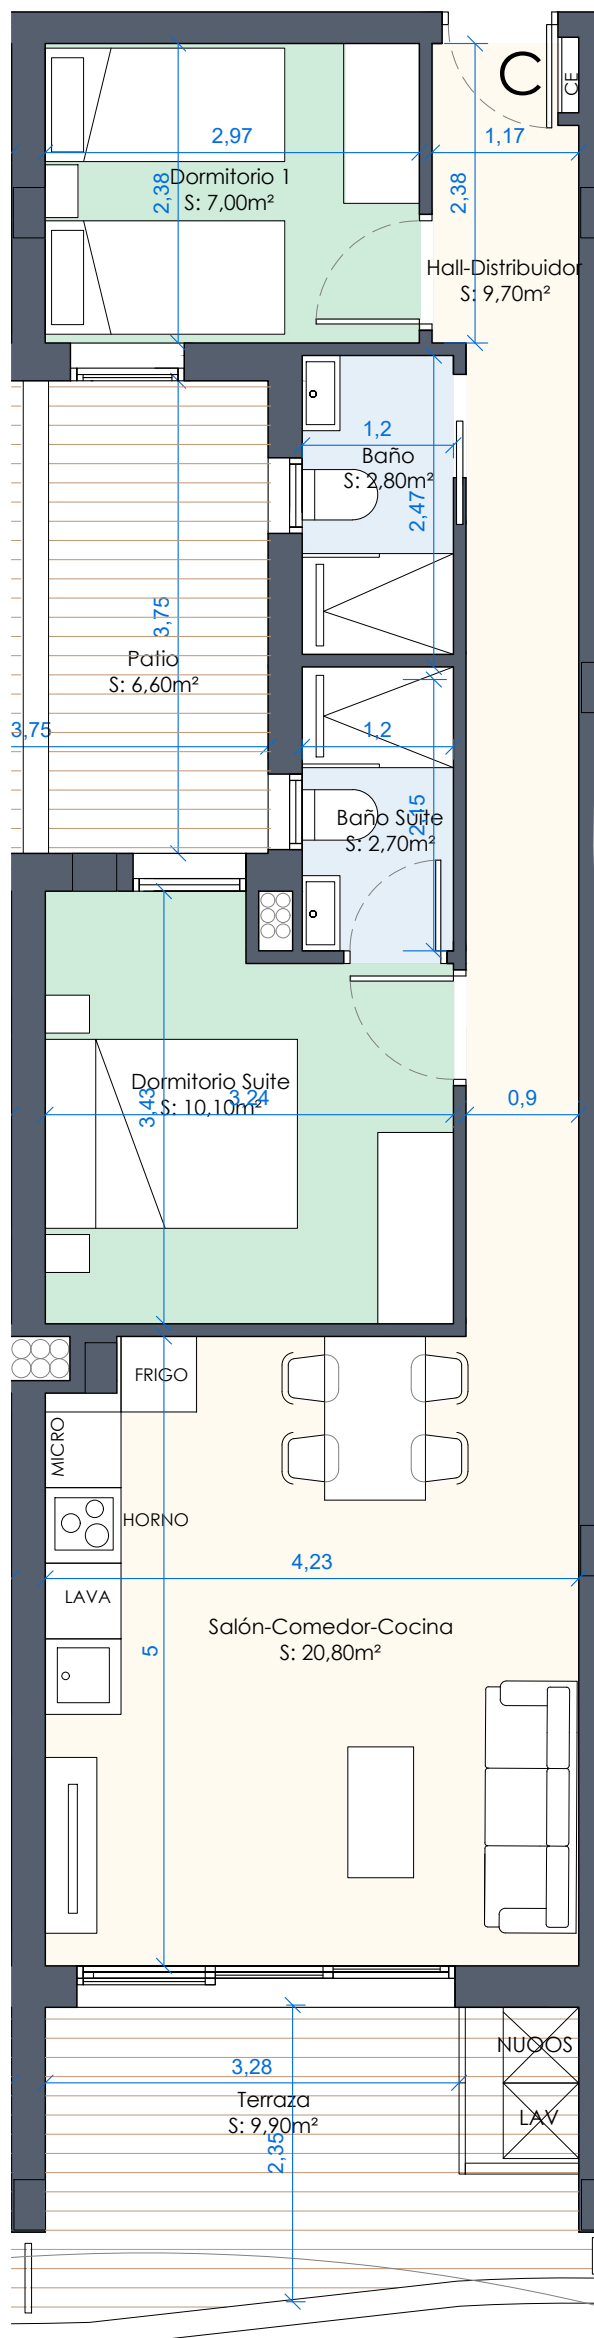 C
CE
2,97
1,17
Dormitorio 1
S: 7,00m²
2,38
2,38
Hall-Distribuidor
S: 9,70m²
1,2
Baño
S: 2,80m²
2,47
3,75
Patio
S: 6,60m²
3,75
1,2
Baño Suite
S: 2,70m²
2,15
Dormitorio Suite
S: 10,10m²
3,43
3,24
0,9
FRIGO
MICRO
HORNO
4,23
LAVA
Salón-Comedor-Cocina
S: 20,80m²
5
NUOOS
3,28
Terraza
S: 9,90m²
LAV
2,35